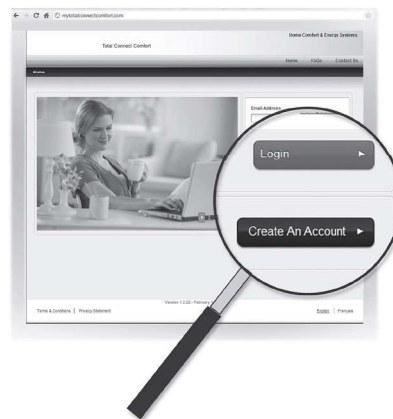 mytotalconnectcomfort.com
Home Comfort & Energy Systems
Total Connect Comfort
Home FAQs Contact Us
Email Address
Login
Create An Account
Terms & Conditions | Privacy Statement
English | Français